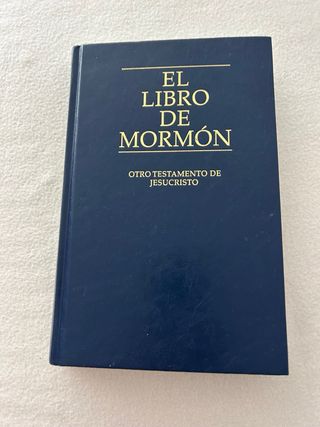 EL
LIBRO
DE
MORMÓN
OTRO TESTAMENTO DE
JESUCRISTO